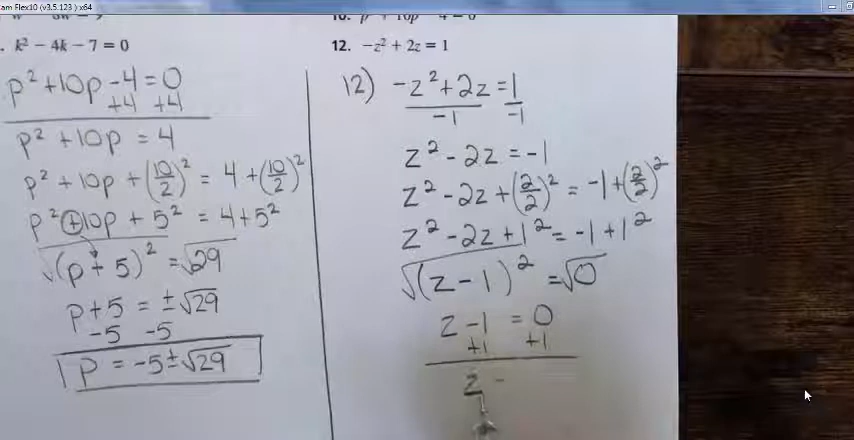 am Flex10 (v3.5.123 ) x64
. k² – 4k – 7 = 0
12. –z² + 2z = 1
p² + 10p - 4 = 0
+4 +4
p² + 10p = 4
p² + 10p + (10/2)² = 4 + (10/2)²
p² + 10p + 5² = 4 + 5²
√(p + 5)² = √29
p + 5 = ±√29
-5 -5
p = -5 ± √29
12) -z² + 2z = 1
-1 -1
z² - 2z = -1
z² - 2z + (2/2)² = -1 + (2/2)²
z² - 2z + 1² = -1 + 1²
√(z - 1)² = √0
z - 1 = 0
+1 +1
z -